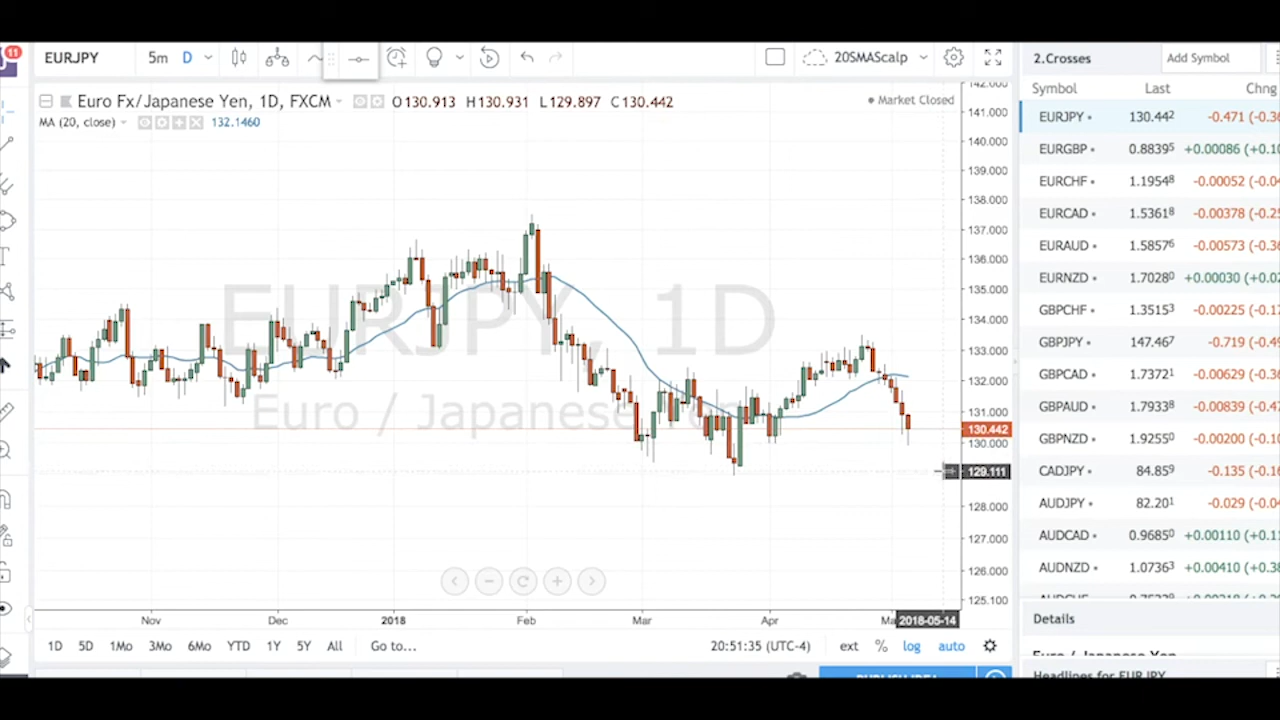 11
EURJPY 5m D 20SMAScalp
Euro Fx/Japanese Yen, 1D, FXCM O130.913 H130.931 L129.897 C130.442
Market Closed
MA (20, close) 132.1460
EURJPY, 1D
Euro / Japanese
141.000
140.000
139.000
138.000
137.000
136.000
135.000
134.000
133.000
132.000
131.000
130.442
130.000
129.111
128.000
127.000
126.000
125.100
Nov Dec 2018 Feb Mar Apr 2018-05-14
1D 5D 1Mo 3Mo 6Mo YTD 1Y 5Y All Go to... 20:51:35 (UTC-4) ext % log auto
2.Crosses Add Symbol
Symbol Last Chng
EURJPY 130.442 -0.471
EURGBP 0.88395 +0.00086
EURCHF 1.19548 -0.00052
EURCAD 1.53618 -0.00378
EURAUD 1.58576 -0.00573
EURNZD 1.70280 +0.00030
GBPCHF 1.35153 -0.00225
GBPJPY 147.467 -0.719
GBPCAD 1.73721 -0.00629
GBPAUD 1.79338 -0.00839
GBPNZD 1.92550 -0.00200
CADJPY 84.859 -0.135
AUDJPY 82.201 -0.029
AUDCAD 0.96850 +0.00110
AUDNZD 1.07363 +0.00410
Details
Euro / Japanese Yen
Headlines for EURJPY
PUBLISH IDEA